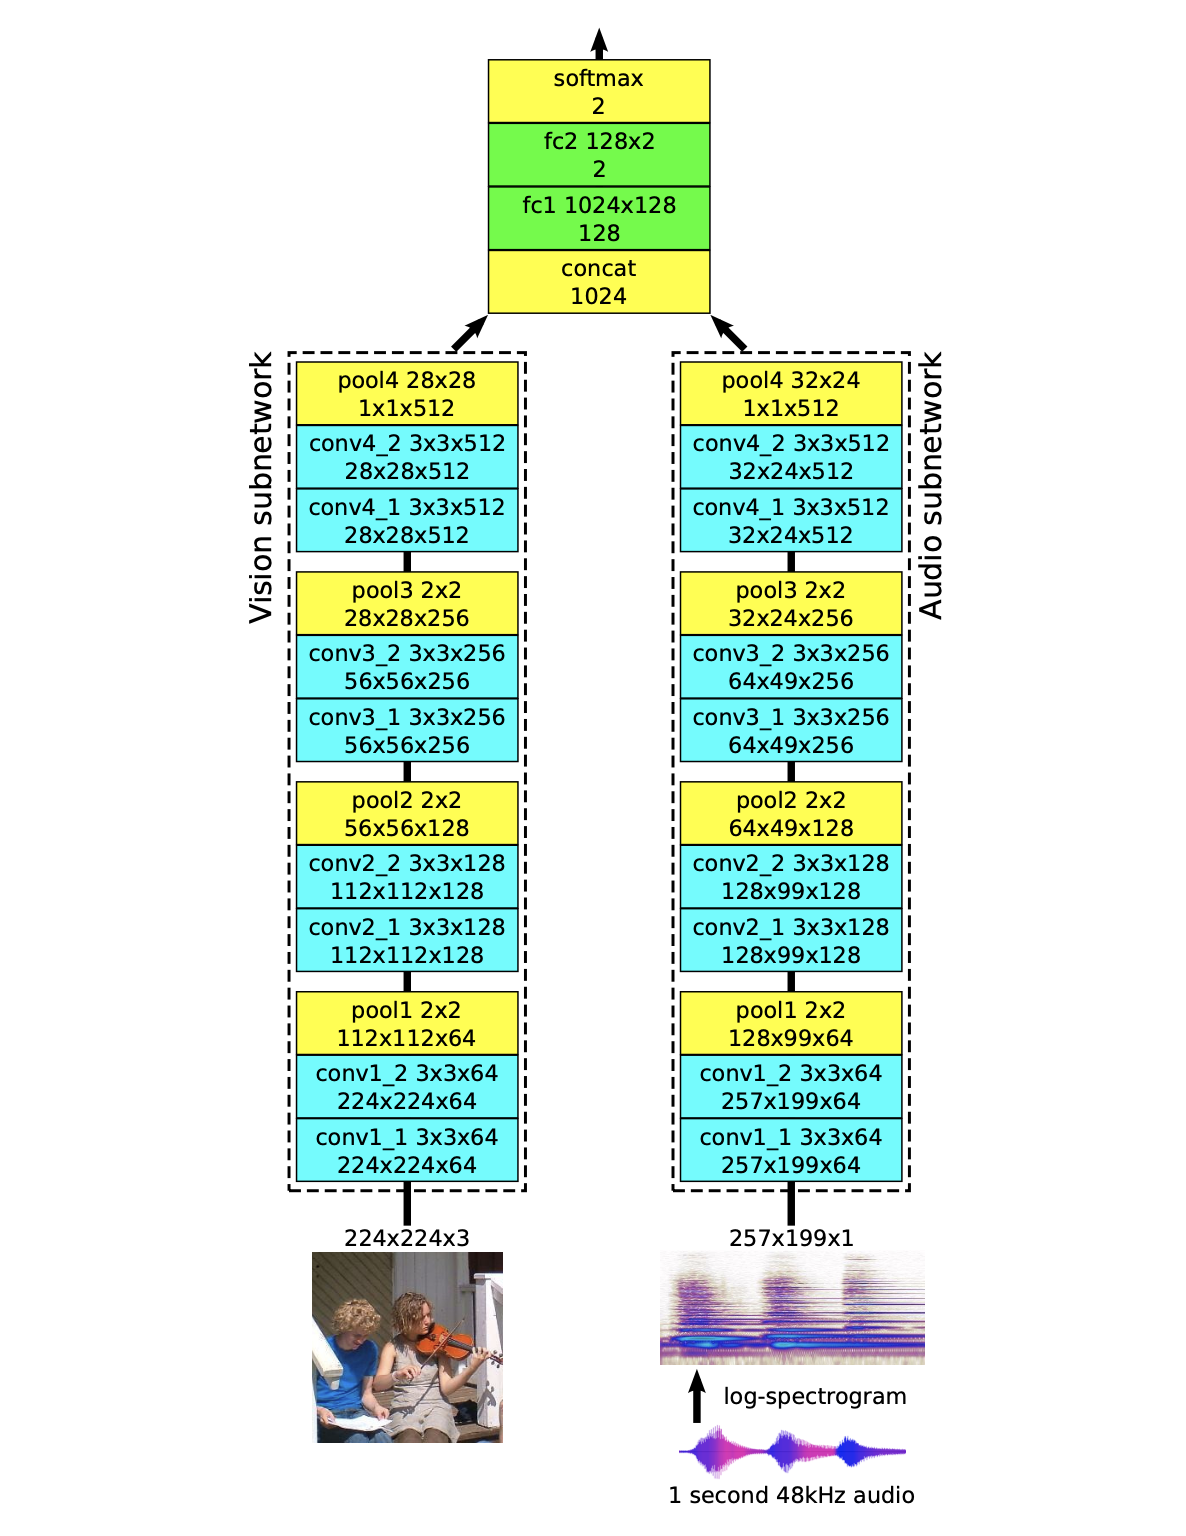 softmax
2
fc2 128x2
2
fc1 1024x128
128
concat
1024
Vision subnetwork
pool4 28x28
1x1x512
conv4_2 3x3x512
28x28x512
conv4_1 3x3x512
28x28x512
pool3 2x2
28x28x256
conv3_2 3x3x256
56x56x256
conv3_1 3x3x256
56x56x256
pool2 2x2
56x56x128
conv2_2 3x3x128
112x112x128
conv2_1 3x3x128
112x112x128
pool1 2x2
112x112x64
conv1_2 3x3x64
224x224x64
conv1_1 3x3x64
224x224x64
224x224x3
Audio subnetwork
pool4 32x24
1x1x512
conv4_2 3x3x512
32x24x512
conv4_1 3x3x512
32x24x512
pool3 2x2
32x24x256
conv3_2 3x3x256
64x49x256
conv3_1 3x3x256
64x49x256
pool2 2x2
64x49x128
conv2_2 3x3x128
128x99x128
conv2_1 3x3x128
128x99x128
pool1 2x2
128x99x64
conv1_2 3x3x64
257x199x64
conv1_1 3x3x64
257x199x64
257x199x1
log-spectrogram
1 second 48kHz audio